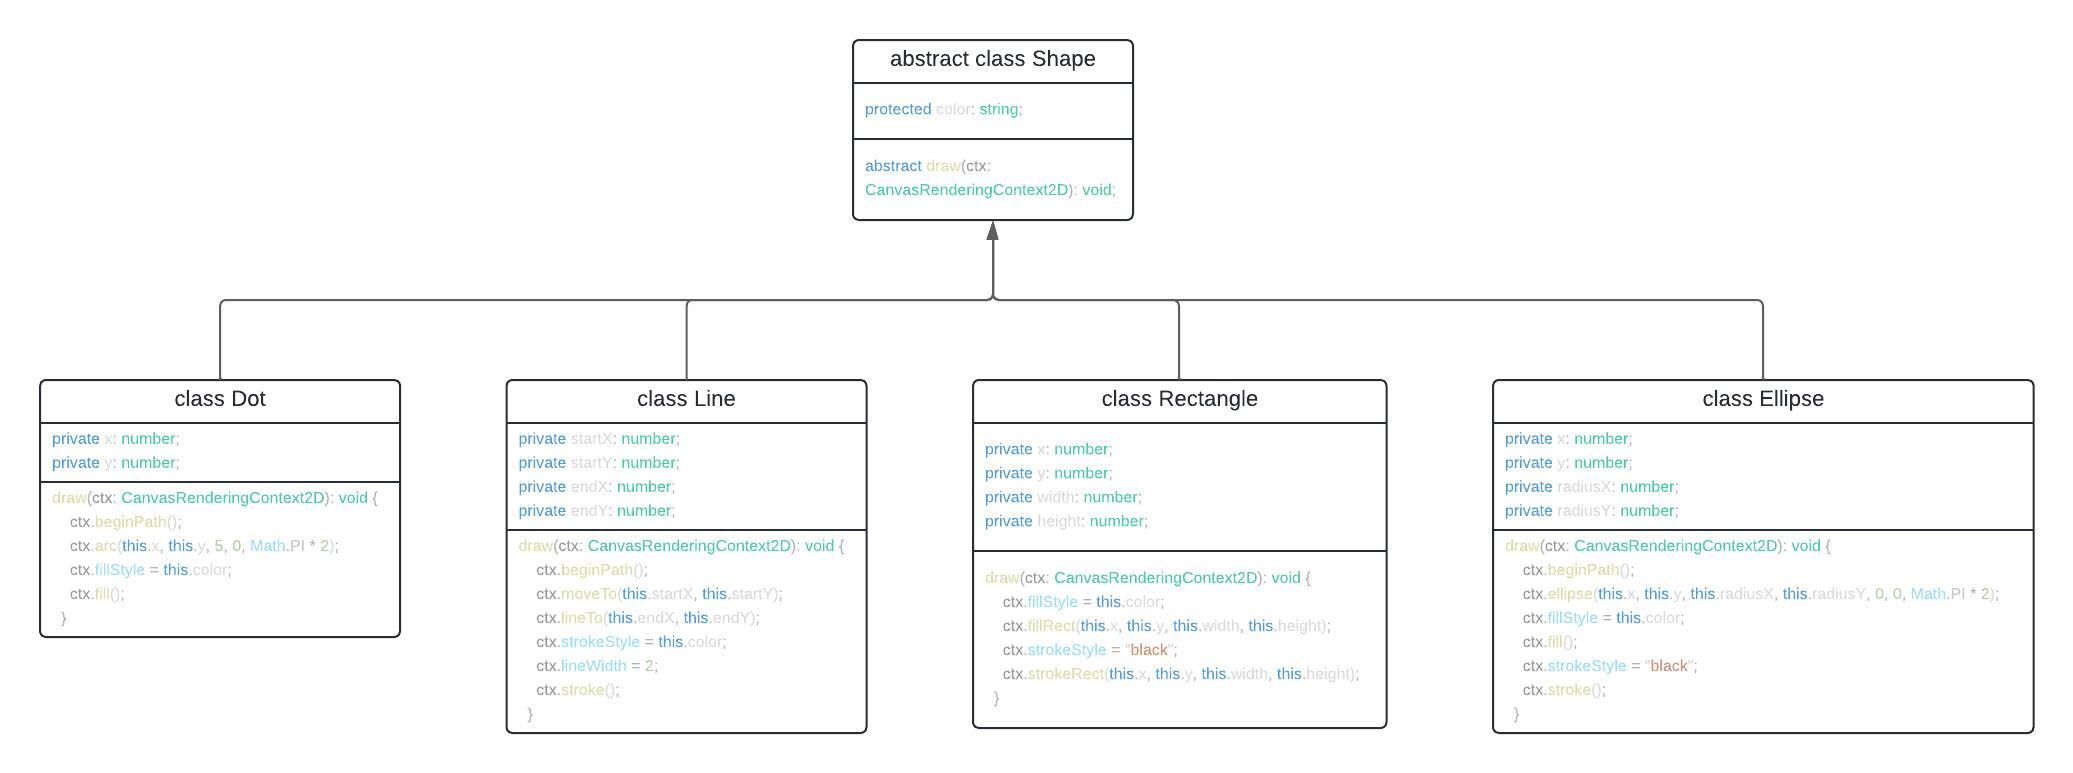 abstract class Shape
protected color: string;
abstract draw(ctx:
CanvasRenderingContext2D): void;
class Dot
private x: number;
private y: number;
draw(ctx: CanvasRenderingContext2D): void {
ctx.beginPath();
ctx.arc(this.x, this.y, 5, 0, Math.PI * 2);
ctx.fillStyle = this.color;
ctx.fill();
}
class Line
private startX: number;
private startY: number;
private endX: number;
private endY: number;
draw(ctx: CanvasRenderingContext2D): void {
ctx.beginPath();
ctx.moveTo(this.startX, this.startY);
ctx.lineTo(this.endX, this.endY);
ctx.strokeStyle = this.color;
ctx.lineWidth = 2;
ctx.stroke();
}
class Rectangle
private x: number;
private y: number;
private width: number;
private height: number;
draw(ctx: CanvasRenderingContext2D): void {
ctx.fillStyle = this.color;
ctx.fillRect(this.x, this.y, this.width, this.height);
ctx.strokeStyle = "black";
ctx.strokeRect(this.x, this.y, this.width, this.height);
}
class Ellipse
private x: number;
private y: number;
private radiusX: number;
private radiusY: number;
draw(ctx: CanvasRenderingContext2D): void {
ctx.beginPath();
ctx.ellipse(this.x, this.y, this.radiusX, this.radiusY, 0, 0, Math.PI * 2);
ctx.fillStyle = this.color;
ctx.fill();
ctx.strokeStyle = "black";
ctx.stroke();
}